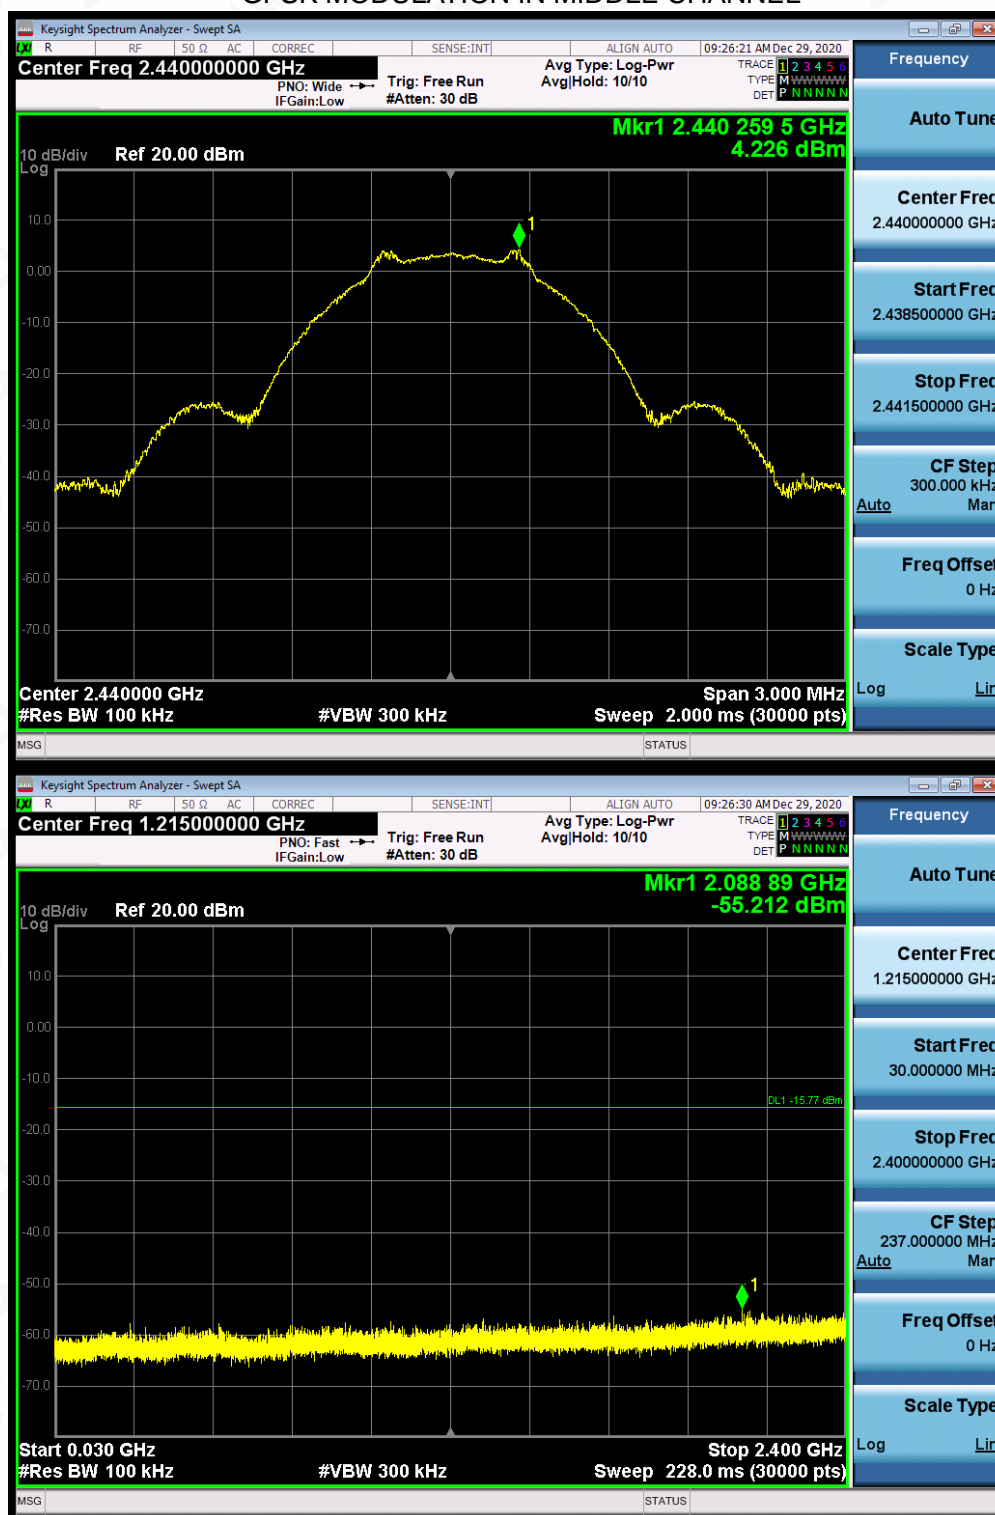 MODULATION IN MIDDLE CHANNEL
Keysight Spectrum Analyzer - Swept SA
LXI R RF 50 Ω AC CORREC SENSE:INT ALIGN AUTO 09:26:21 AM Dec 29, 2020
Center Freq 2.440000000 GHz
PNO: Wide
IFGain:Low
Trig: Free Run
#Atten: 30 dB
Avg Type: Log-Pwr
Avg|Hold: 10/10
TRACE 1 2 3 4 5 6
TYPE M WWWWW
DET P N N N N N
Mkr1 2.440 259 5 GHz
4.226 dBm
10 dB/div Ref 20.00 dBm
Log
10.0
0.00
-10.0
-20.0
-30.0
-40.0
-50.0
-60.0
-70.0
1
Center 2.440000 GHz Span 3.000 MHz
#Res BW 100 kHz #VBW 300 kHz Sweep 2.000 ms (30000 pts)
MSG STATUS
Frequency
Auto Tune
Center Freq
2.440000000 GHz
Start Freq
2.438500000 GHz
Stop Freq
2.441500000 GHz
CF Step
300.000 kHz
Auto Man
Freq Offset
0 Hz
Scale Type
Log Lin
Keysight Spectrum Analyzer - Swept SA
LXI R RF 50 Ω AC CORREC SENSE:INT ALIGN AUTO 09:26:30 AM Dec 29, 2020
Center Freq 1.215000000 GHz
PNO: Fast
IFGain:Low
Trig: Free Run
#Atten: 30 dB
Avg Type: Log-Pwr
Avg|Hold: 10/10
TRACE 1 2 3 4 5 6
TYPE M WWWWW
DET P N N N N N
Mkr1 2.088 89 GHz
-55.212 dBm
10 dB/div Ref 20.00 dBm
Log
10.0
0.00
-10.0
-20.0
-30.0
-40.0
-50.0
-60.0
-70.0
DL1 -15.77 dBm
1
Start 0.030 GHz Stop 2.400 GHz
#Res BW 100 kHz #VBW 300 kHz Sweep 228.0 ms (30000 pts)
MSG STATUS
Frequency
Auto Tune
Center Freq
1.215000000 GHz
Start Freq
30.000000 MHz
Stop Freq
2.400000000 GHz
CF Step
237.000000 MHz
Auto Man
Freq Offset
0 Hz
Scale Type
Log Lin